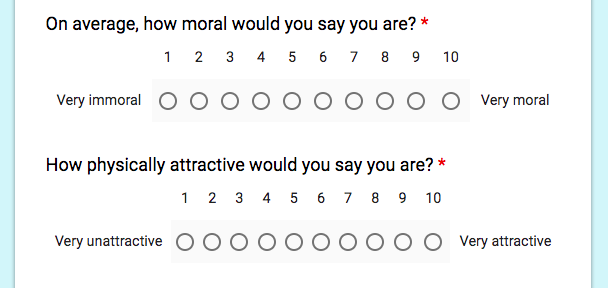 On average, how moral would you say you are? *
1 2 3 4 5 6 7 8 9 10
Very immoral Very moral
How physically attractive would you say you are? *
1 2 3 4 5 6 7 8 9 10
Very unattractive Very attractive